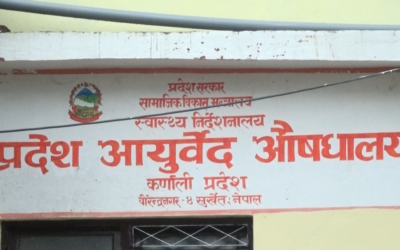 प्रदेश सरकार
सामाजिक विकास मन्त्रालय
स्वास्थ्य निर्देशनालय
प्रदेश आयुर्वेद औषधालय
कर्णाली प्रदेश
वीरेन्द्रनगर - ४ सुर्खेतः नेपाल